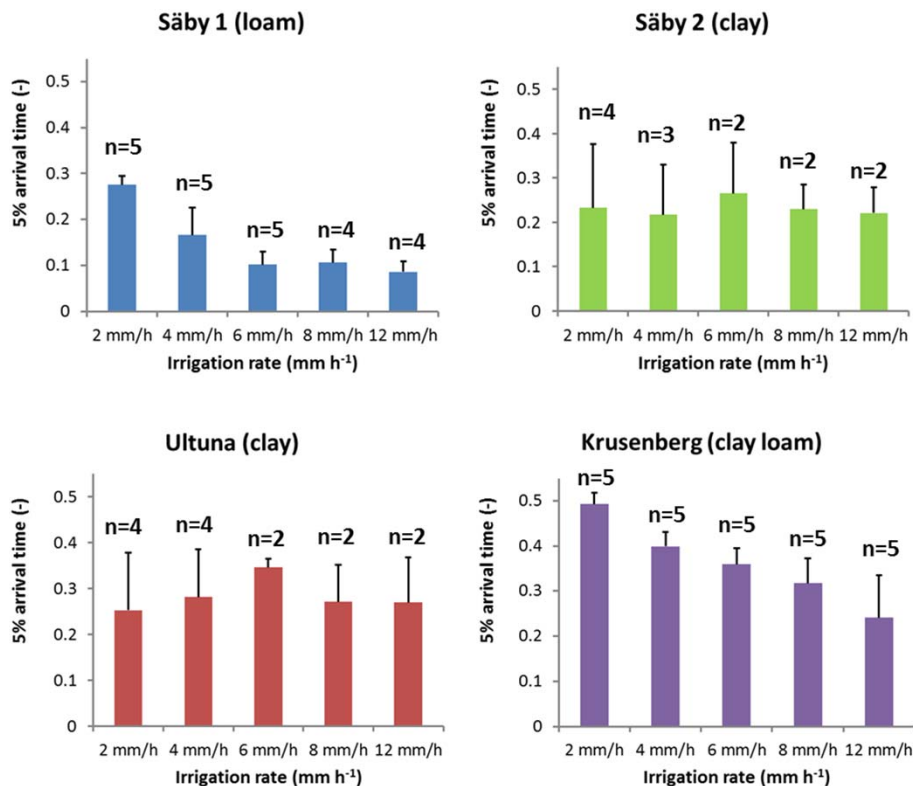 Säby 1 (loam)
5% arrival time (-)
0.5
0.4
0.3
0.2
0.1
0
n=5
n=5
n=5
n=4
n=4
2 mm/h 4 mm/h 6 mm/h 8 mm/h 12 mm/h
Irrigation rate (mm h⁻¹)
Säby 2 (clay)
5% arrival time (-)
0.5
0.4
0.3
0.2
0.1
0
n=4
n=3
n=2
n=2
n=2
2 mm/h 4 mm/h 6 mm/h 8 mm/h 12 mm/h
Irrigation rate (mm h⁻¹)
Ultuna (clay)
5% arrival time (-)
0.5
0.4
0.3
0.2
0.1
0
n=4
n=4
n=2
n=2
n=2
2 mm/h 4 mm/h 6 mm/h 8 mm/h 12 mm/h
Irrigation rate (mm h⁻¹)
Krusenberg (clay loam)
5% arrival time (-)
0.5
0.4
0.3
0.2
0.1
0
n=5
n=5
n=5
n=5
n=5
2 mm/h 4 mm/h 6 mm/h 8 mm/h 12 mm/h
Irrigation rate (mm h⁻¹)